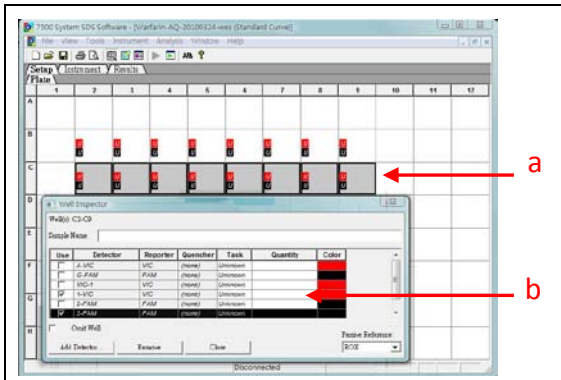 7500 System SDS Software - [Warfarin-AQ-20100324-was (Standard Curve)]
File View Tools Instrument Analysis Window Help
Setup Instrument Results
Plate
1 2 3 4 5 6 7 8 9 10 11 12
A
B
U U U U U U U U
U U U U U U U U
C
U U U U U U U U
U U U U U U U U
a
D
Well Inspector
Well(s): C2-C9
E
Sample Name:
Use Detector Reporter Quencher Task Quantity Color
F
A-VIC VIC (none) Unknown
G-FAM FAM (none) Unknown
VIC-1 VIC (none) Unknown
1-VIC VIC (none) Unknown
b
G
2-FAM FAM (none) Unknown
3-FAM FAM (none) Unknown
H
Omit Well
Passive Reference:
Add Detector... Remove Close
ROX
Disconnected